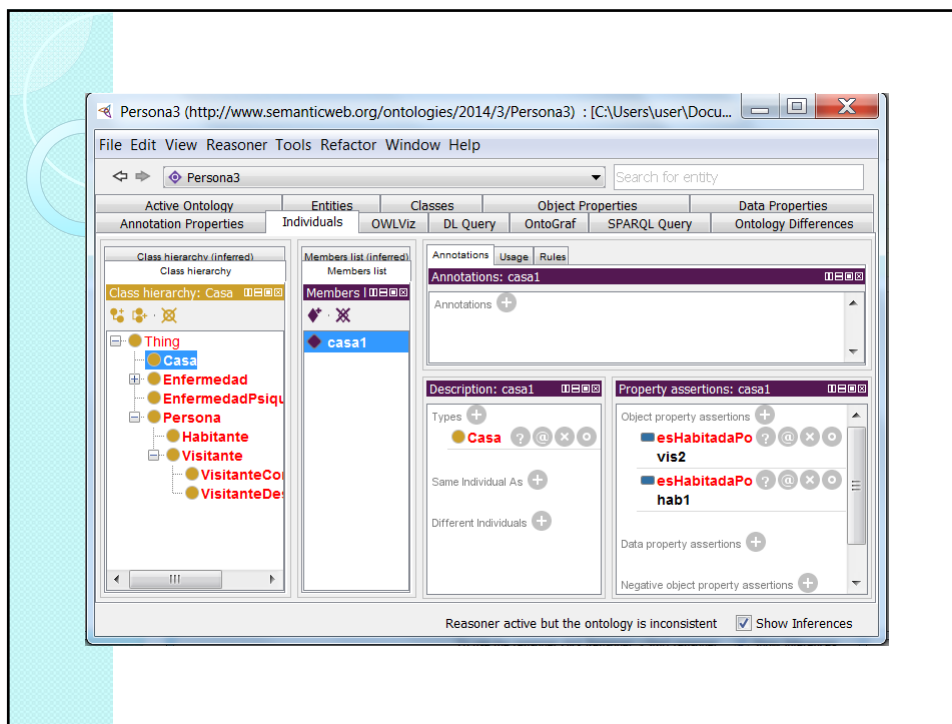 Persona3 (http://www.semanticweb.org/ontologies/2014/3/Persona3) : [C:\Users\user\Docu...
File Edit View Reasoner Tools Refactor Window Help
Persona3
Search for entity
Active Ontology Entities Classes Object Properties Data Properties
Annotation Properties Individuals OWLViz DL Query OntoGraf SPARQL Query Ontology Differences
Class hierarchy (inferred)
Class hierarchy
Class hierarchy: Casa
Thing
Casa
Enfermedad
EnfermedadPsiqu
Persona
Habitante
Visitante
VisitanteCo
VisitanteDe
Members list (inferred)
Members list
Members l
casa1
Annotations Usage Rules
Annotations: casa1
Annotations
Description: casa1
Types
Casa
Same Individual As
Different Individuals
Property assertions: casa1
Object property assertions
esHabitadaPo
vis2
esHabitadaPo
hab1
Data property assertions
Negative object property assertions
Reasoner active but the ontology is inconsistent Show Inferences